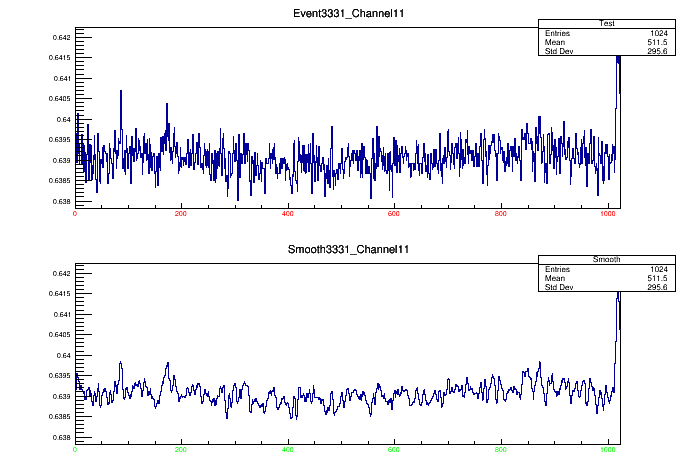 Event3331_Channel11
Test
Entries 1024
Mean 511.5
Std Dev 295.6
0.642
0.6415
0.641
0.6405
0.64
0.6395
0.639
0.6385
0.638
0 200 400 600 800 1000
Smooth3331_Channel11
Smooth
Entries 1024
Mean 511.5
Std Dev 295.6
0.642
0.6415
0.641
0.6405
0.64
0.6395
0.639
0.6385
0.638
0 200 400 600 800 1000